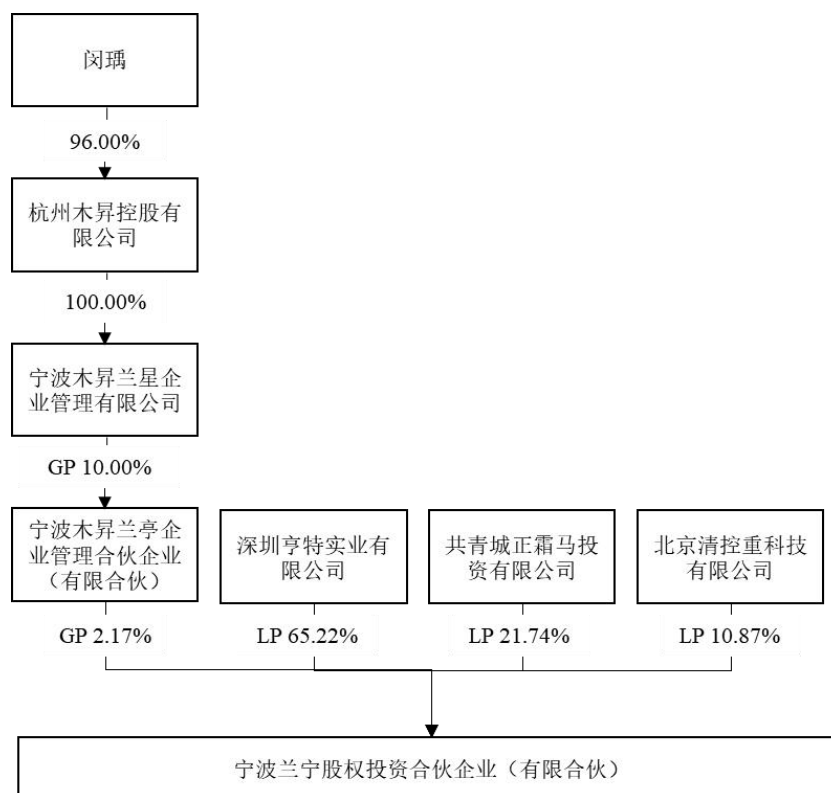 闵瑀
96.00%
杭州木昇控股有
限公司
100.00%
宁波木昇兰星企
业管理有限公司
GP 10.00%
宁波木昇兰亭企
业管理合伙企业
（有限合伙）
深圳亨特实业有
限公司
共青城正霜马投
资有限公司
北京清控重科技
有限公司
GP 2.17%
LP 65.22%
LP 21.74%
LP 10.87%
宁波兰宁股权投资合伙企业（有限合伙）